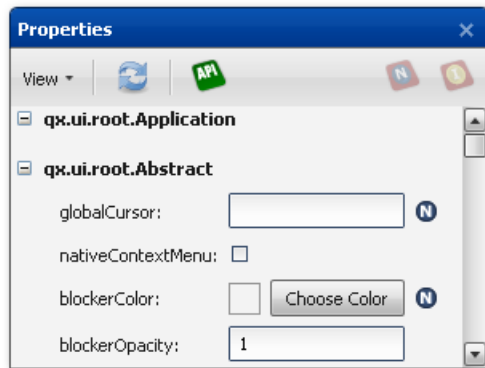 Properties
View
API
N
I
qx.ui.root.Application
qx.ui.root.Abstract
globalCursor:
N
nativeContextMenu:
blockerColor:
Choose Color
N
blockerOpacity:
1